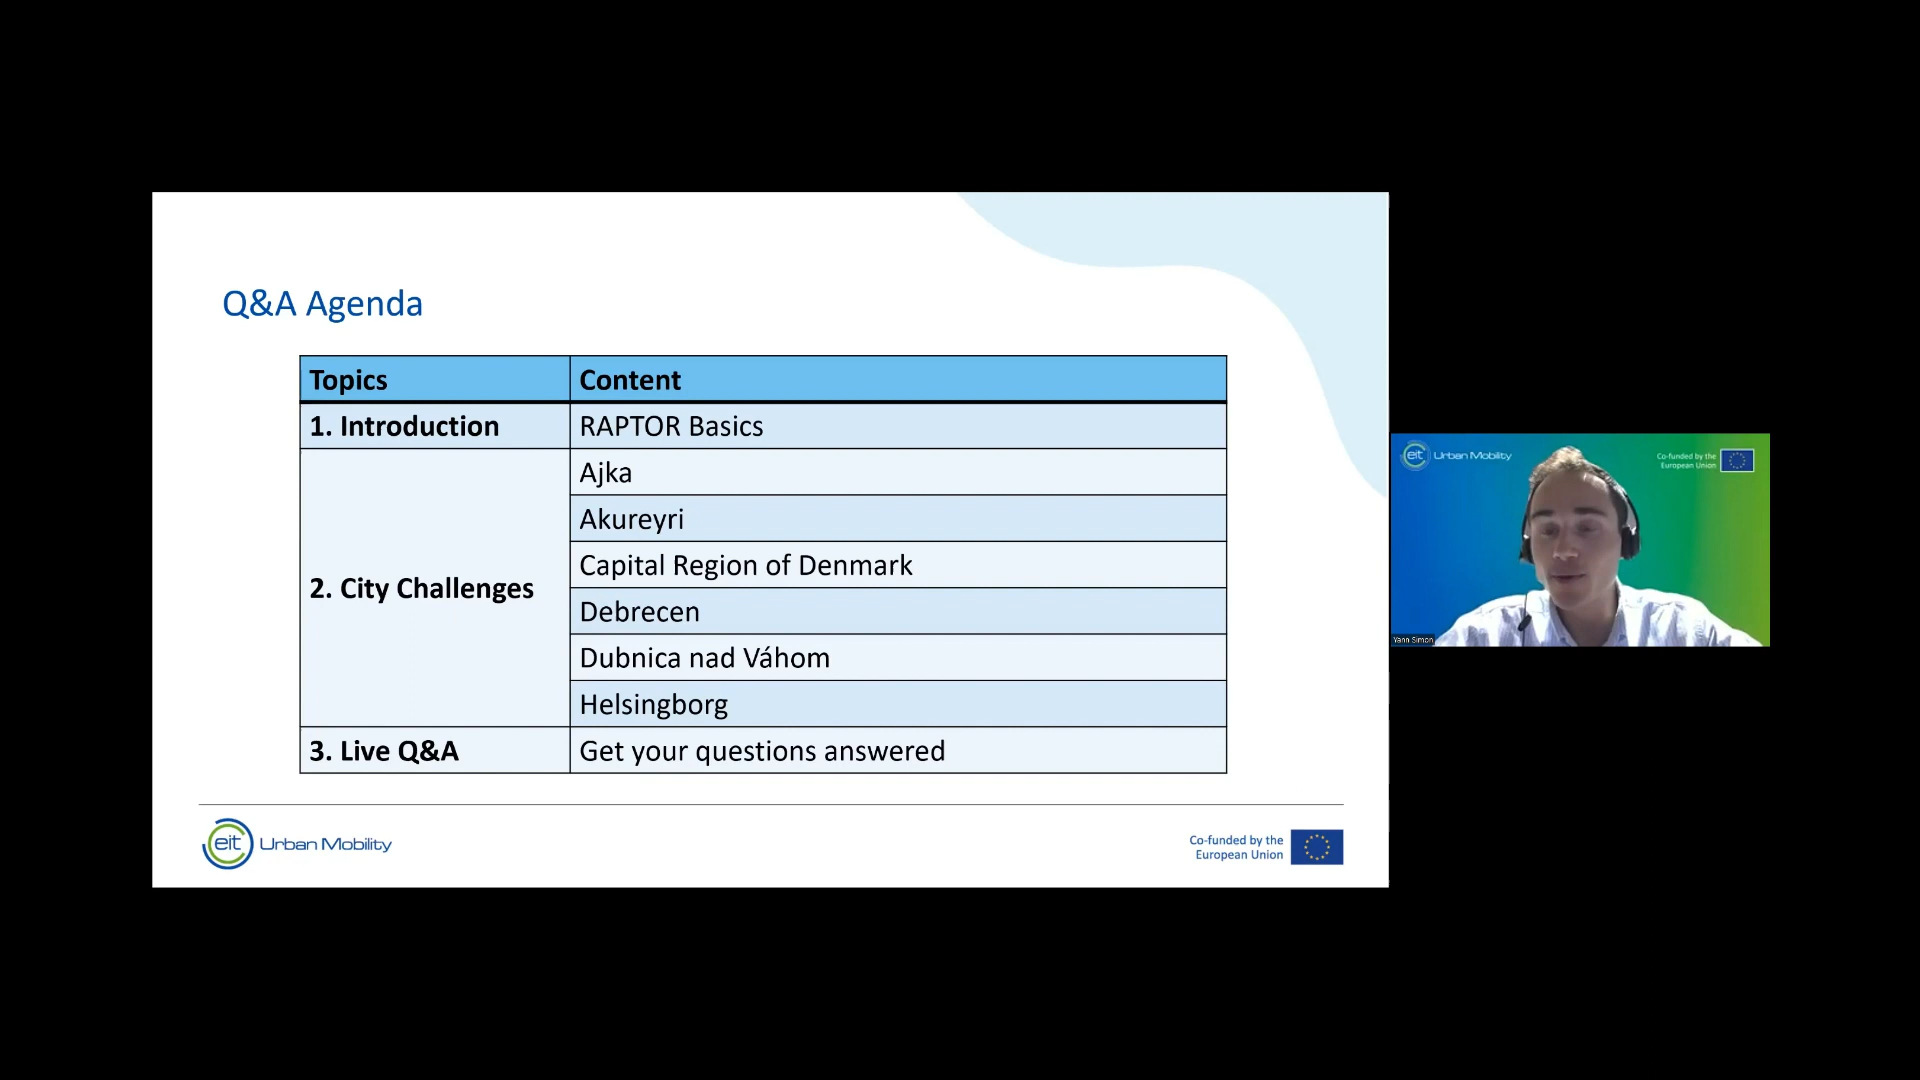 Q&A Agenda
Topics Content
1. Introduction RAPTOR Basics
2. City Challenges
Ajka
Akureyri
Capital Region of Denmark
Debrecen
Dubnica nad Váhom
Helsingborg
3. Live Q&A Get your questions answered
eit Urban Mobility
Co-funded by the
European Union
eit Urban Mobility
Co-funded by the
European Union
Yann Simon